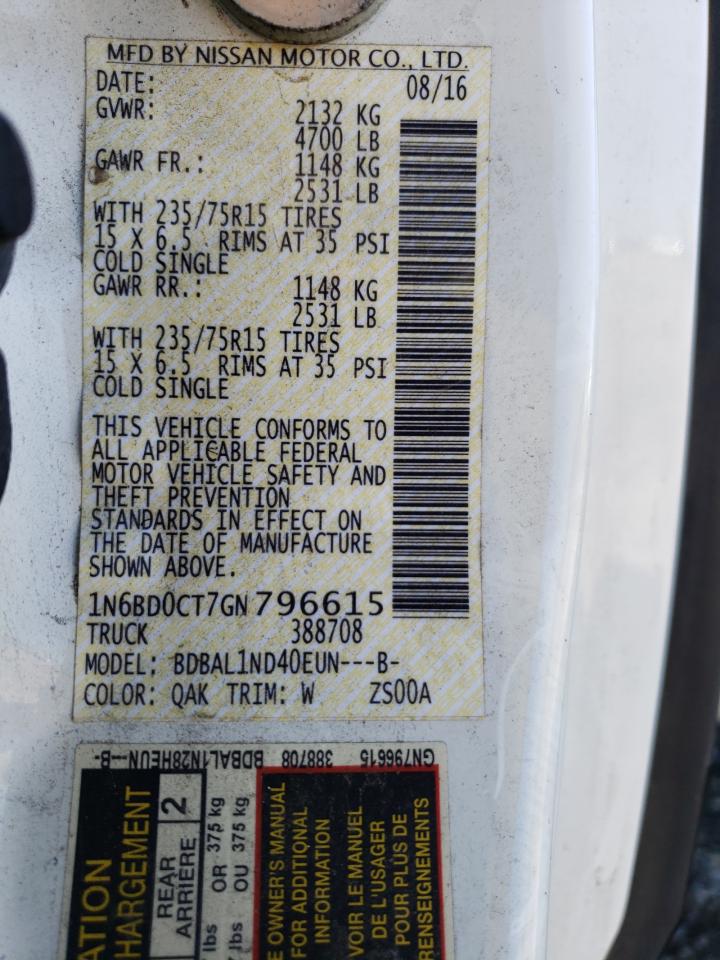 MFD BY NISSAN MOTOR CO., LTD.
DATE: 08/16
GVWR: 2132 KG
4700 LB
GAWR FR.: 1148 KG
2531 LB
WITH 235/75R15 TIRES
15 X 6.5 RIMS AT 35 PSI
COLD SINGLE
GAWR RR.: 1148 KG
2531 LB
WITH 235/75R15 TIRES
15 X 6.5 RIMS AT 35 PSI
COLD SINGLE
THIS VEHICLE CONFORMS TO
ALL APPLICABLE FEDERAL
MOTOR VEHICLE SAFETY AND
THEFT PREVENTION
STANDARDS IN EFFECT ON
THE DATE OF MANUFACTURE
SHOWN ABOVE.
1N6BD0CT7GN796615
TRUCK 388708
MODEL: BDBAL1ND40EUN---B-
COLOR: QAK TRIM: W ZS00A
GN796615 388708 BDBAL1N28HEUN--B-
HARGEMENT
REAR 2
ARRIERE
lbs OR 375 kg
lbs OU 375 kg
OWNER'S MANUAL
FOR ADDITIONAL
INFORMATION
VOIR LE MANUEL
DE L'USAGER
POUR PLUS DE
RENSEIGNEMENTS